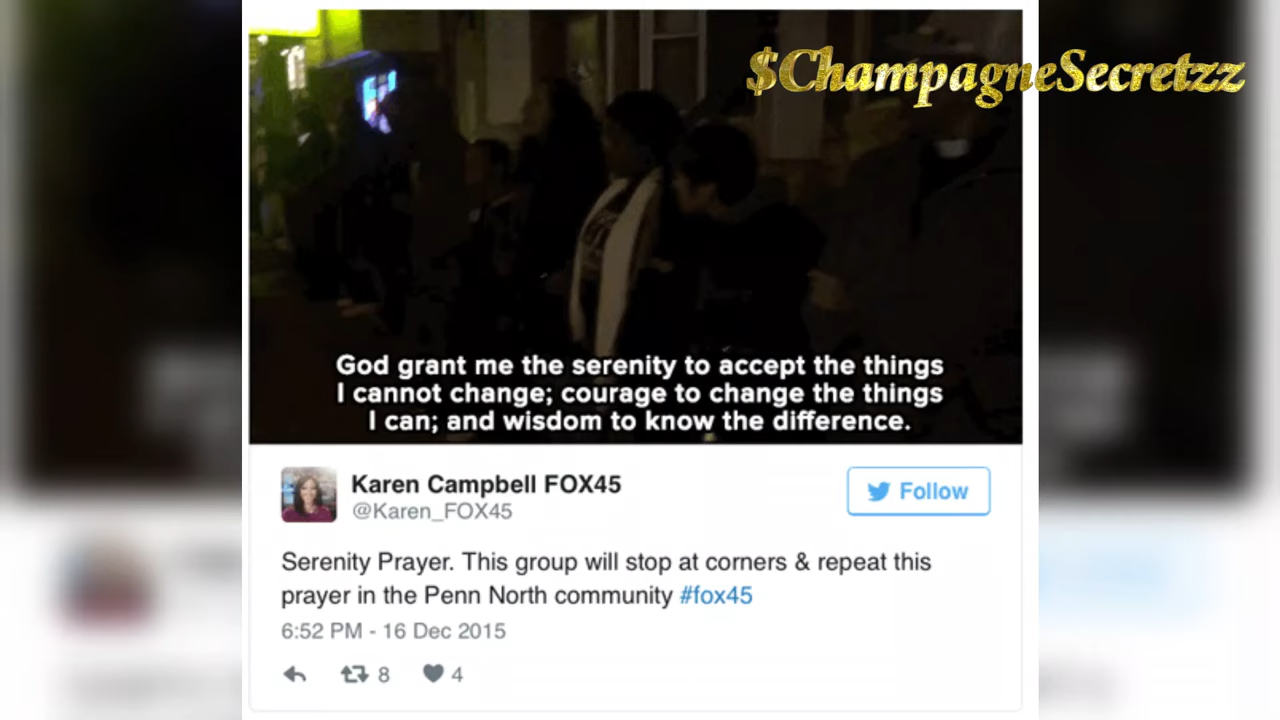 $ChampagneSecretzz
God grant me the serenity to accept the things
I cannot change; courage to change the things
I can; and wisdom to know the difference.
Karen Campbell FOX45
@Karen_FOX45
Follow
Serenity Prayer. This group will stop at corners & repeat this
prayer in the Penn North community #fox45
6:52 PM - 16 Dec 2015
8
4